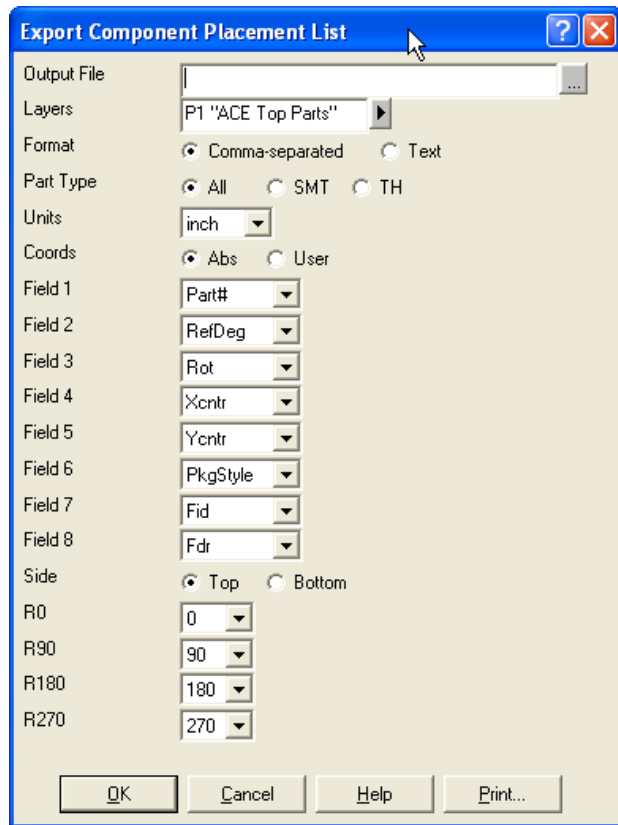 Export Component Placement List
Output File ...
Layers P1 "ACE Top Parts"
Format Comma-separated Text
Part Type All SMT TH
Units inch
Coords Abs User
Field 1 Part#
Field 2 RefDeg
Field 3 Rot
Field 4 Xcntr
Field 5 Ycntr
Field 6 PkgStyle
Field 7 Fid
Field 8 Fdr
Side Top Bottom
R0 0
R90 90
R180 180
R270 270
OK Cancel Help Print...